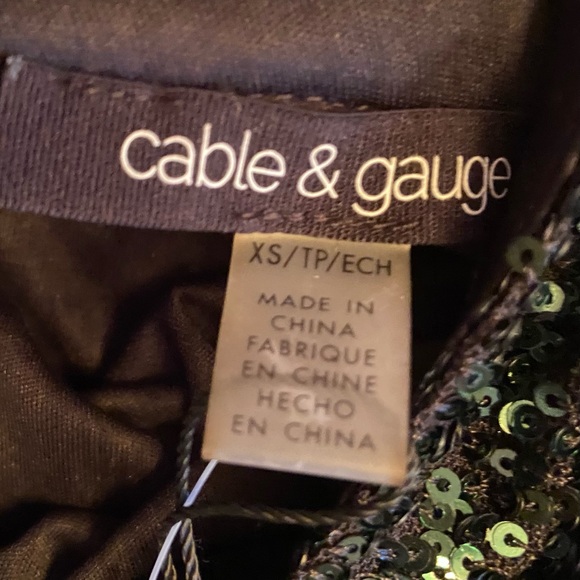 cable & gauge
XS/TP/ECH
MADE IN
CHINA
FABRIQUE
EN CHINE
HECHO
EN CHINA